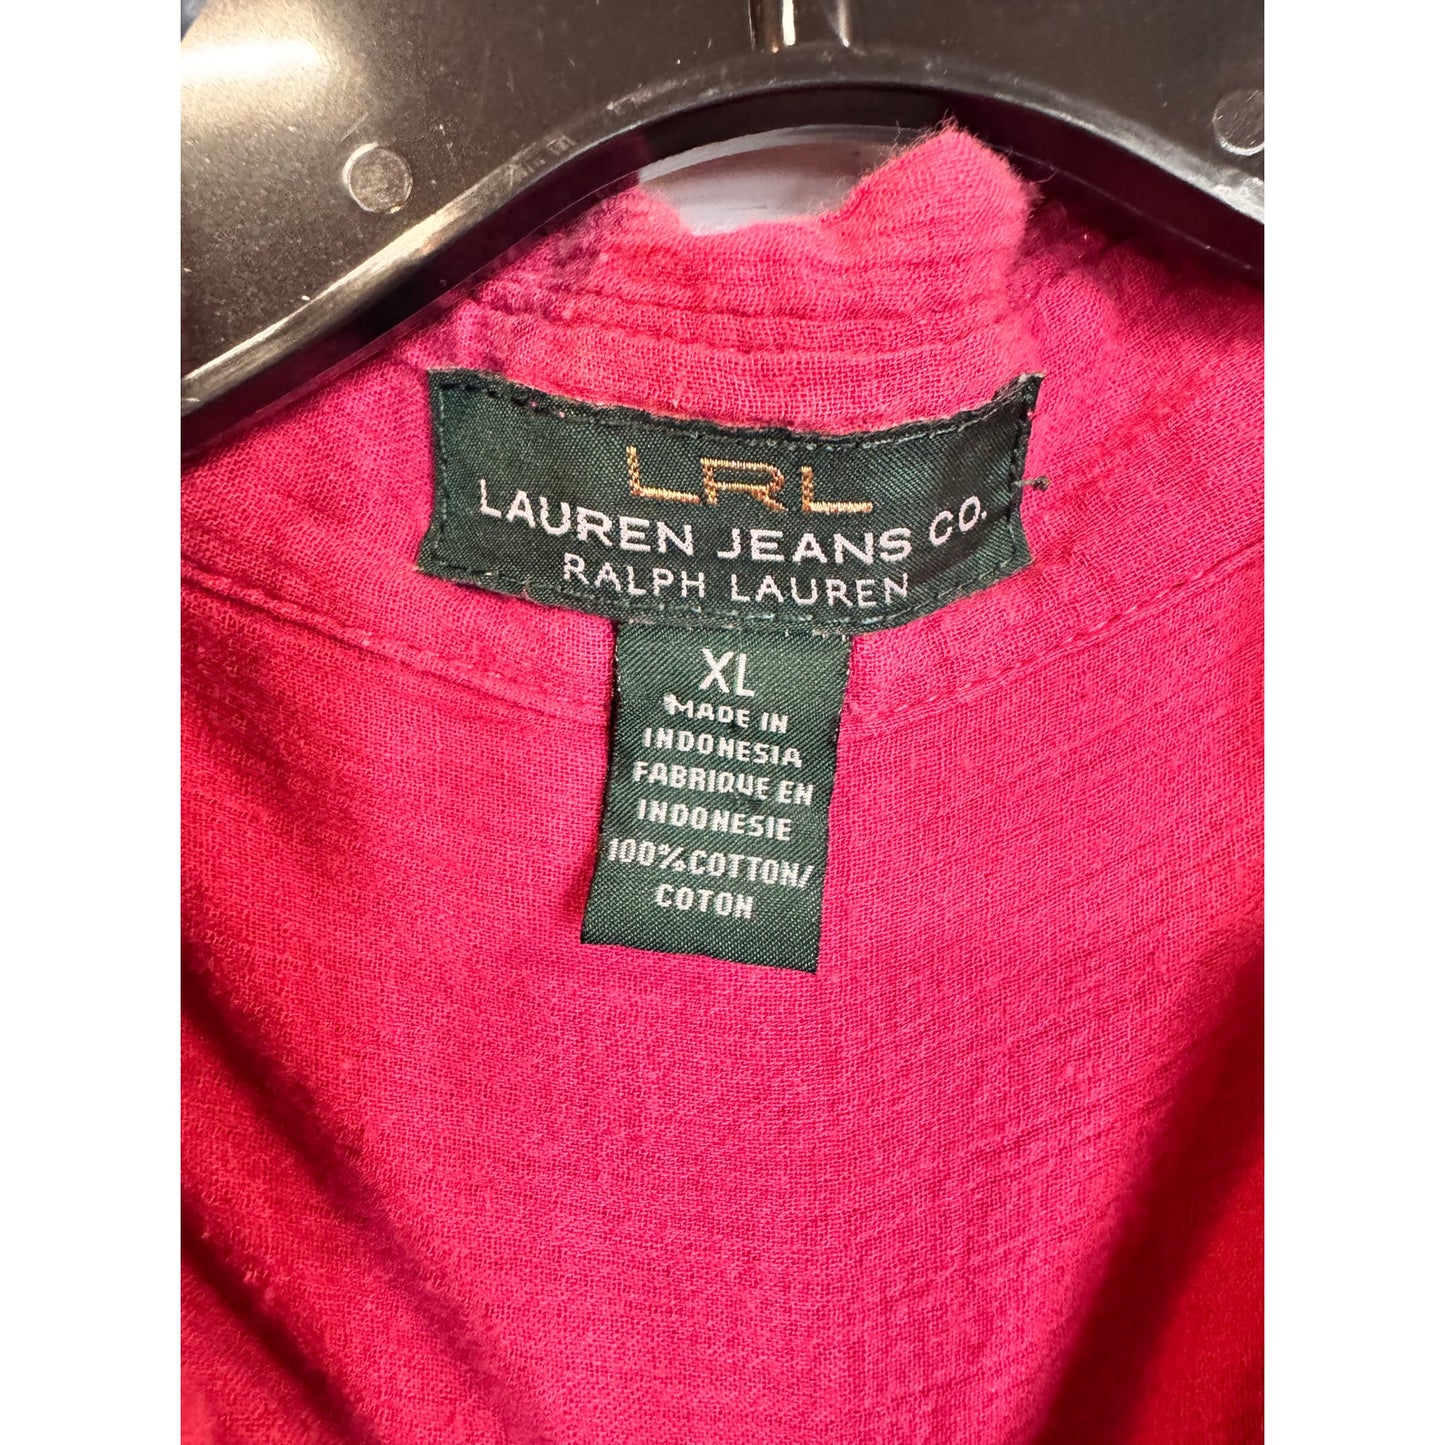 LRL
LAUREN JEANS CO.
RALPH LAUREN
XL
MADE IN
INDONESIA
FABRIQUE EN
INDONESIE
100% COTTON/
COTON